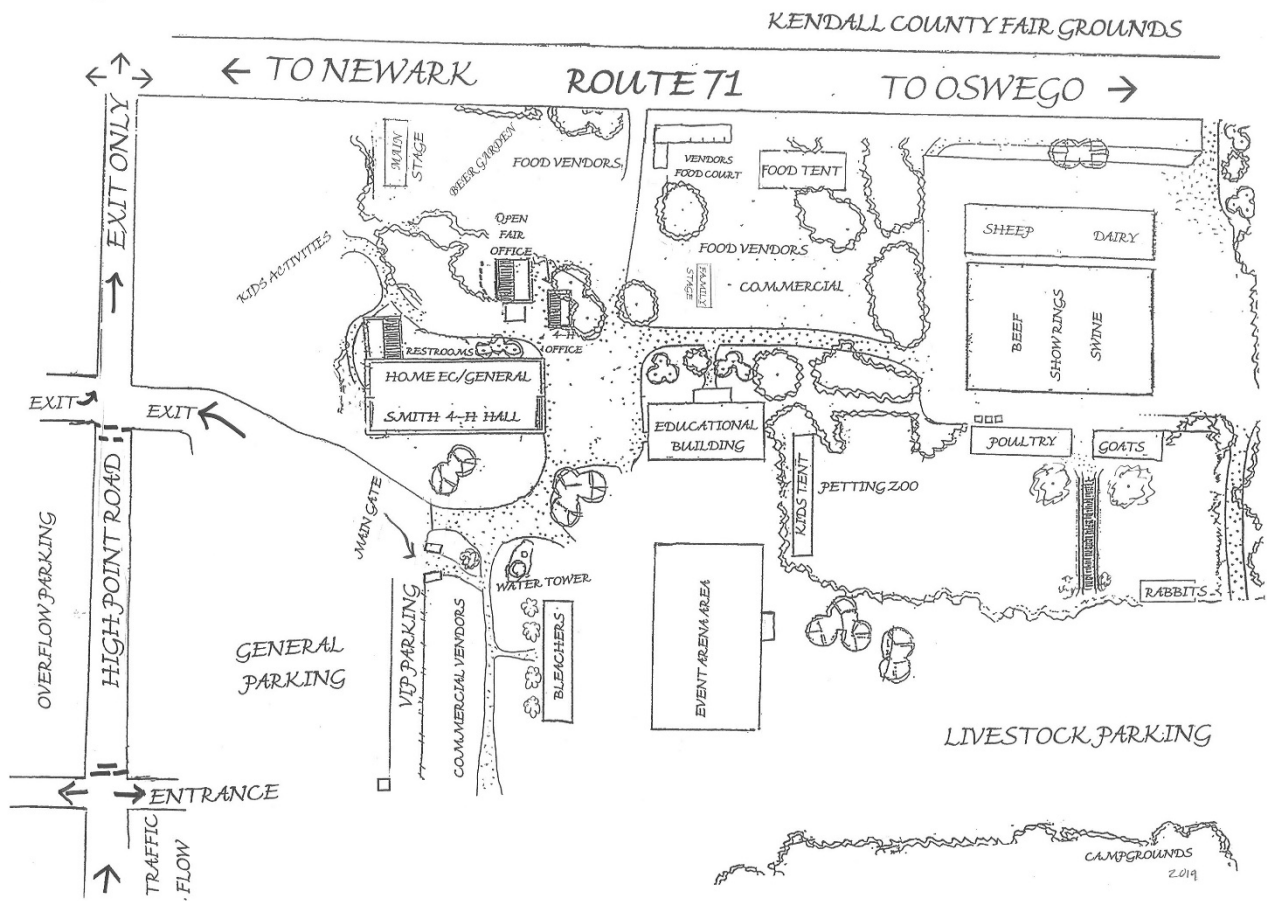 KENDALL COUNTY FAIR GROUNDS
← TO NEWARK
ROUTE 71
TO OSWEGO →
EXIT ONLY
MAIN
STAGE
BEER GARDEN
FOOD VENDORS
VENDORS
FOOD COURT
FOOD TENT
OPEN
FAIR
OFFICE
KIDS ACTIVITIES
FOOD VENDORS
FAMILY
STAGE
COMMERCIAL
SHEEP
DAIRY
BEEF
SHOW RINGS
SWINE
4-H
OFFICE
RESTROOMS
HOME EC/GENERAL
SMITH 4-H HALL
EXIT
EXIT
EDUCATIONAL
BUILDING
POULTRY
GOATS
KIDS TENT
PETTING ZOO
MAIN GATE
WATER TOWER
RABBITS
OVERFLOW PARKING
HIGH POINT ROAD
GENERAL
PARKING
VIP PARKING
COMMERCIAL VENDORS
BLEACHERS
EVENT ARENA AREA
LIVESTOCK PARKING
ENTRANCE
TRAFFIC
FLOW
CAMPGROUNDS
2019